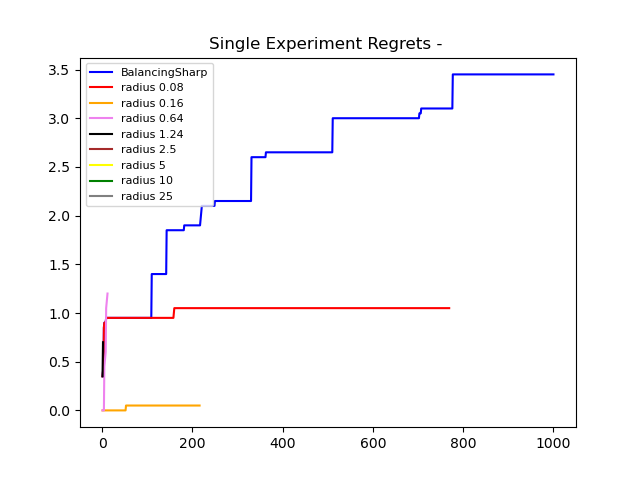 Single Experiment Regrets -
BalancingSharp
radius 0.08
radius 0.16
radius 0.64
radius 1.24
radius 2.5
radius 5
radius 10
radius 25
3.5
3.0
2.5
2.0
1.5
1.0
0.5
0.0
0 200 400 600 800 1000